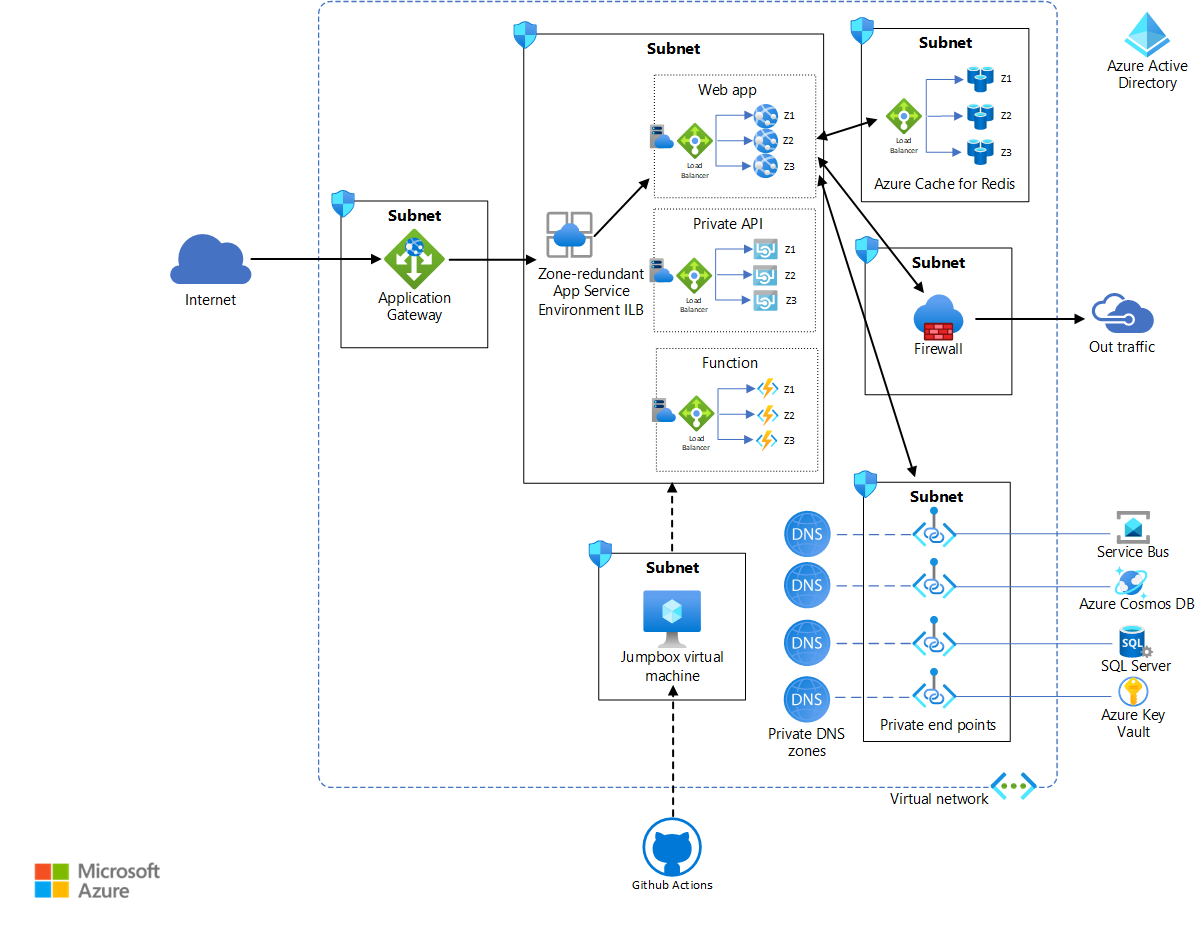 Azure Active
Directory
Subnet
Web app
Load
Balancer
Z1
Z2
Z3
Subnet
Load
Balancer
Z1
Z2
Z3
Azure Cache for Redis
Internet
Subnet
Application
Gateway
Zone-redundant
App Service
Environment ILB
Private API
Load
Balancer
Z1
Z2
Z3
Function
Load
Balancer
Z1
Z2
Z3
Subnet
Firewall
Out traffic
Subnet
Jumpbox virtual
machine
Subnet
DNS
DNS
DNS
DNS
Private DNS
zones
Private end points
Service Bus
Azure Cosmos DB
SQL
SQL Server
Azure Key
Vault
Virtual network
Github Actions
Microsoft
Azure